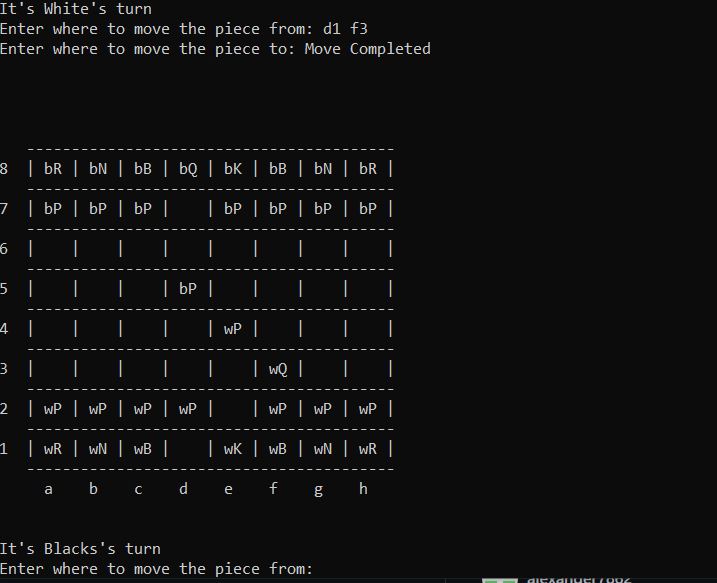 It's White's turn
Enter where to move the piece from: d1 f3
Enter where to move the piece to: Move Completed
-----------------------------------------
8 | bR | bN | bB | bQ | bK | bB | bN | bR |
-----------------------------------------
7 | bP | bP | bP |    | bP | bP | bP | bP |
-----------------------------------------
6 |    |    |    |    |    |    |    |    |
-----------------------------------------
5 |    |    |    | bP |    |    |    |    |
-----------------------------------------
4 |    |    |    |    | wP |    |    |    |
-----------------------------------------
3 |    |    |    |    |    | wQ |    |    |
-----------------------------------------
2 | wP | wP | wP | wP |    | wP | wP | wP |
-----------------------------------------
1 | wR | wN | wB |    | wK | wB | wN | wR |
-----------------------------------------
a b c d e f g h
It's Blacks's turn
Enter where to move the piece from: